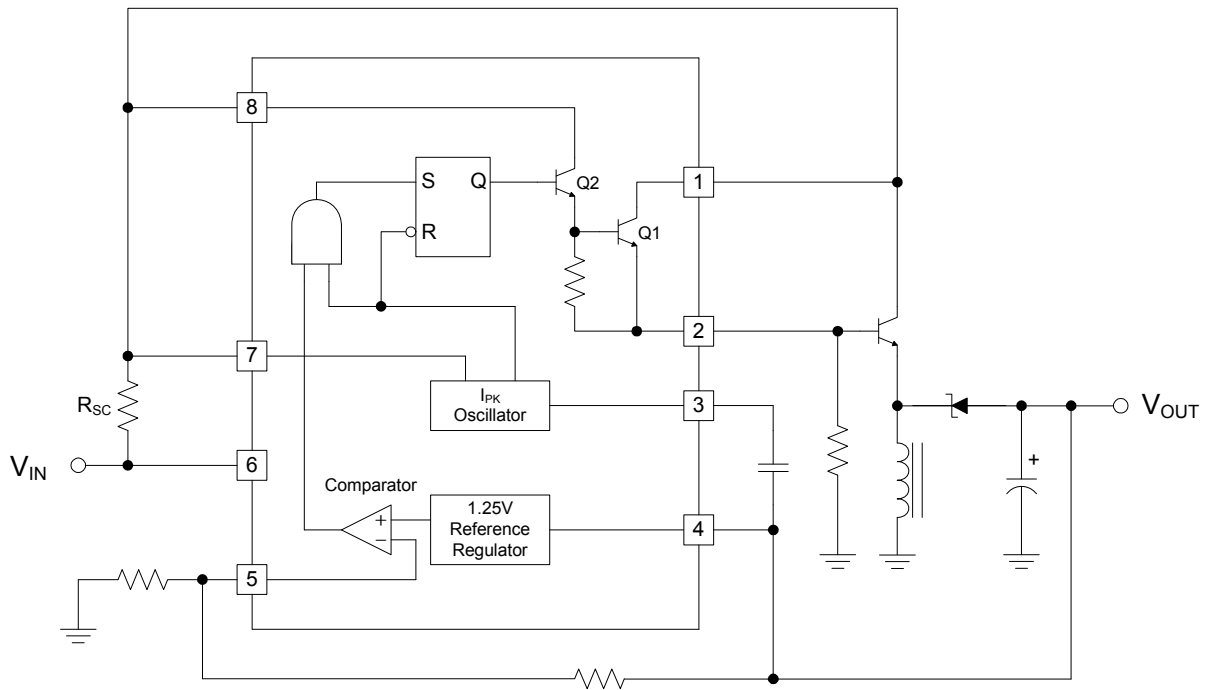 8
S
Q
Q2
1
R
Q1
2
7
I_PK
Oscillator
3
R_SC
V_IN
6
V_OUT
+
Comparator
+
−
1.25V
Reference
Regulator
4
5